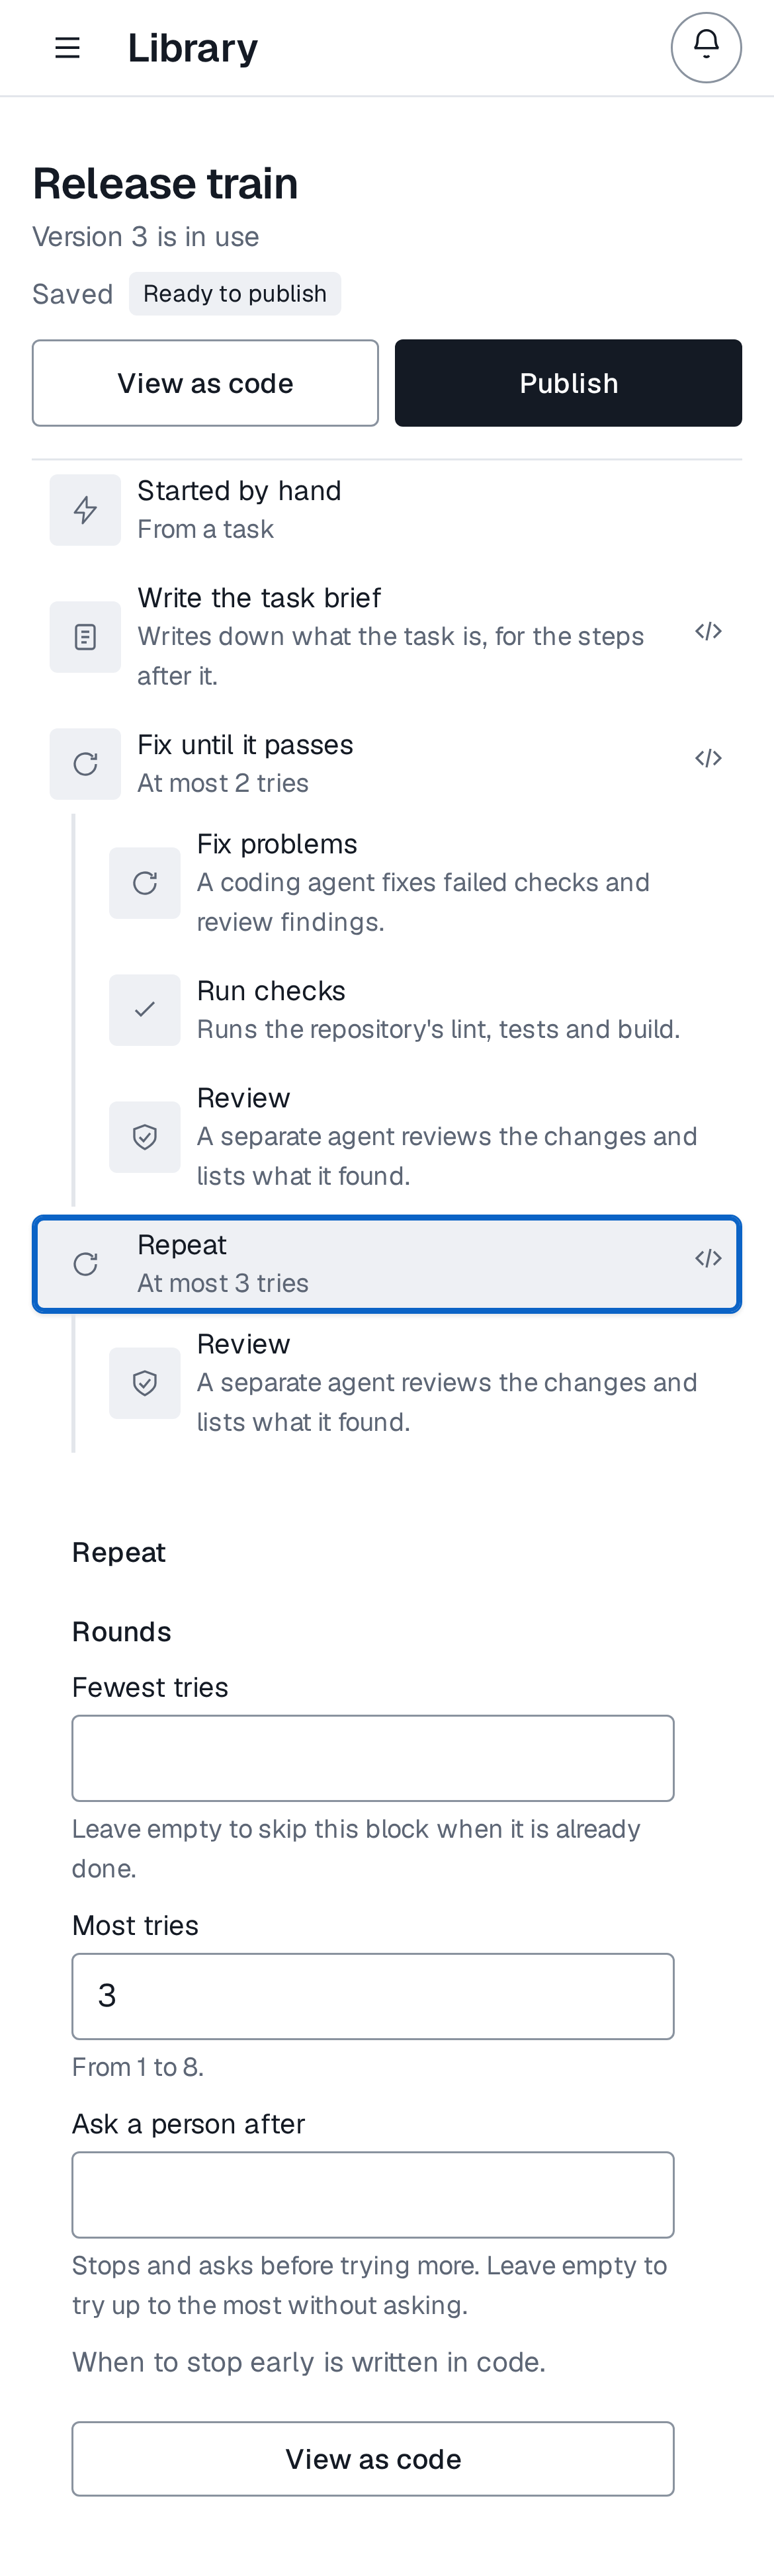 Library
Release train
Version 3 is in use
Saved
Ready to publish
View as code
Publish
Started by hand
From a task
Write the task brief
Writes down what the task is, for the steps
after it.
Fix until it passes
At most 2 tries
Fix problems
A coding agent fixes failed checks and
review findings.
Run checks
Runs the repository's lint, tests and build.
Review
A separate agent reviews the changes and
lists what it found.
Repeat
At most 3 tries
Review
A separate agent reviews the changes and
lists what it found.
Repeat
Rounds
Fewest tries
Leave empty to skip this block when it is already
done.
Most tries
3
From 1 to 8.
Ask a person after
Stops and asks before trying more. Leave empty to
try up to the most without asking.
When to stop early is written in code.
View as code